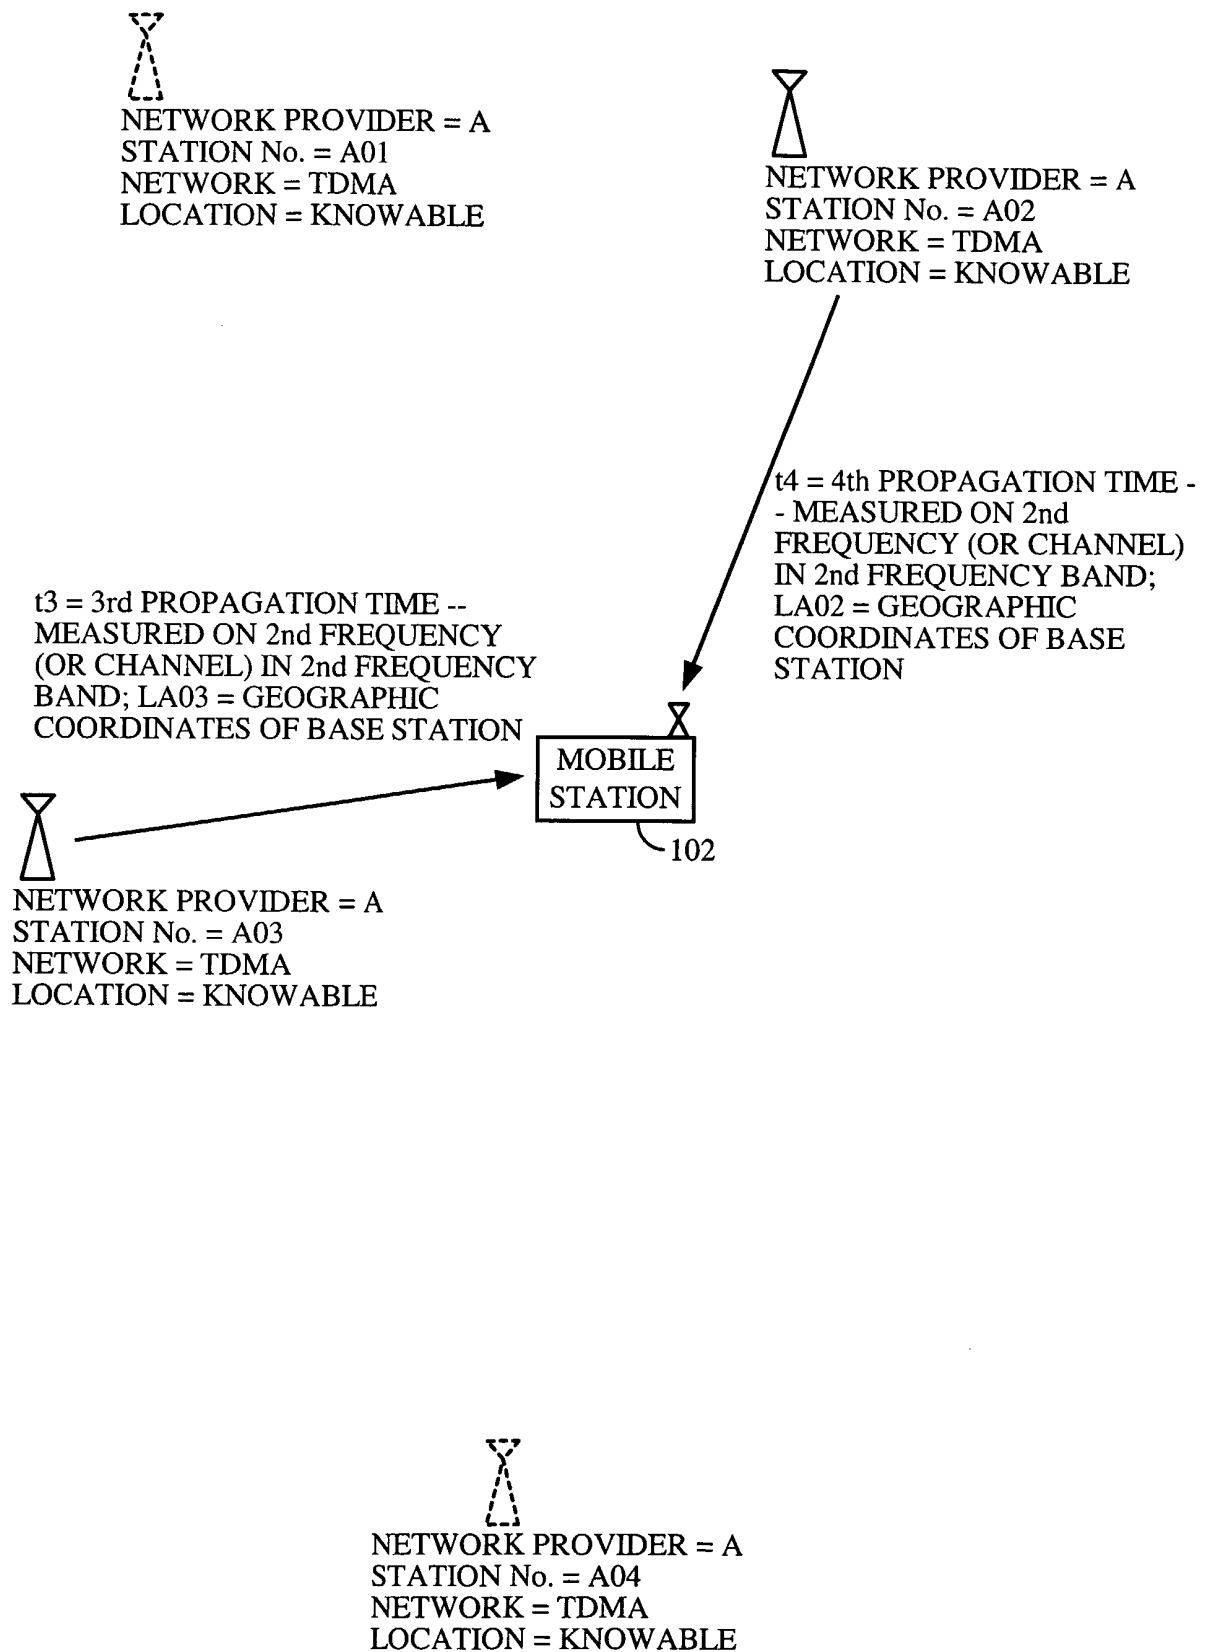 NETWORK PROVIDER = A
STATION No. = A01
NETWORK = TDMA
LOCATION = KNOWABLE
NETWORK PROVIDER = A
STATION No. = A02
NETWORK = TDMA
LOCATION = KNOWABLE
t4 = 4th PROPAGATION TIME -
- MEASURED ON 2nd
FREQUENCY (OR CHANNEL)
IN 2nd FREQUENCY BAND;
LA02 = GEOGRAPHIC
COORDINATES OF BASE
STATION
t3 = 3rd PROPAGATION TIME --
MEASURED ON 2nd FREQUENCY
(OR CHANNEL) IN 2nd FREQUENCY
BAND; LA03 = GEOGRAPHIC
COORDINATES OF BASE STATION
MOBILE
STATION
102
NETWORK PROVIDER = A
STATION No. = A03
NETWORK = TDMA
LOCATION = KNOWABLE
NETWORK PROVIDER = A
STATION No. = A04
NETWORK = TDMA
LOCATION = KNOWABLE